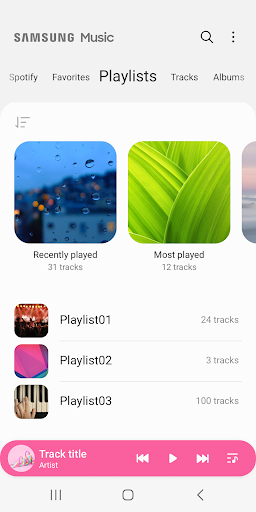 SAMSUNG Music
Spotify Favorites Playlists Tracks Albums
Recently played Most played
31 tracks 12 tracks
Playlist01 24 tracks
Playlist02 3 tracks
Playlist03 100 tracks
Track title
Artist